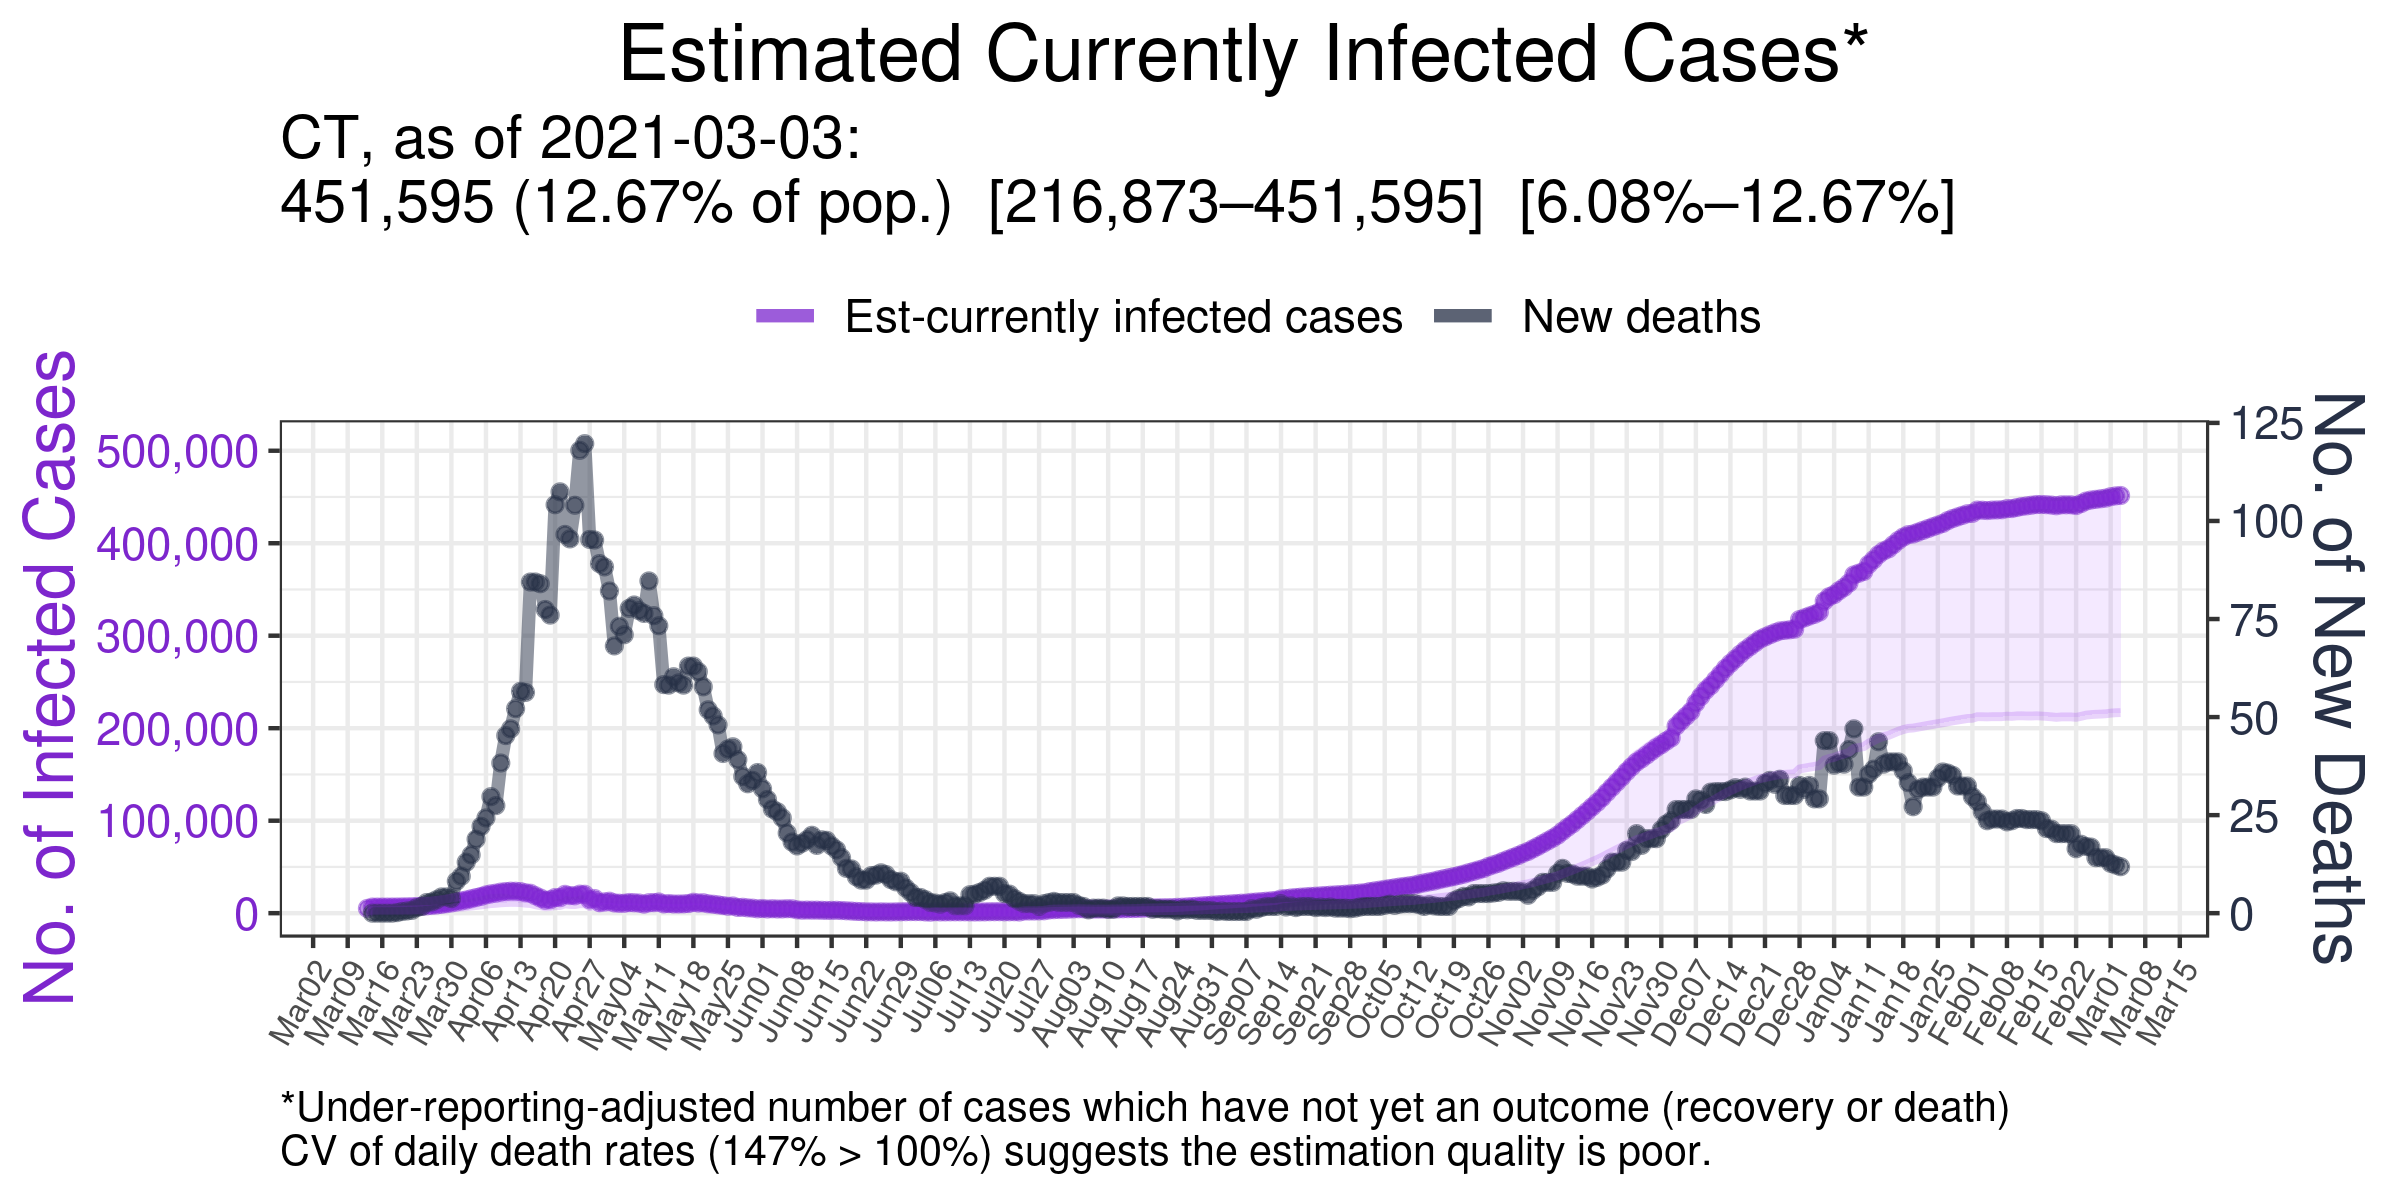 Estimated Currently Infected Cases*
CT, as of 2021-03-03:
451,595 (12.67% of pop.) [216,873–451,595] [6.08%–12.67%]
Est-currently infected cases New deaths
No. of Infected Cases
500,000
400,000
300,000
200,000
100,000
0
125
100
75
50
25
0
No. of New Deaths
Mar02 Mar09 Mar16 Mar23 Mar30 Apr06 Apr13 Apr20 Apr27 May04 May11 May18 May25 Jun01 Jun08 Jun15 Jun22 Jun29 Jul06 Jul13 Jul20 Jul27 Aug03 Aug10 Aug17 Aug24 Aug31 Sep07 Sep14 Sep21 Sep28 Oct05 Oct12 Oct19 Oct26 Nov02 Nov09 Nov16 Nov23 Nov30 Dec07 Dec14 Dec21 Dec28 Jan04 Jan11 Jan18 Jan25 Feb01 Feb08 Feb15 Feb22 Mar01 Mar08 Mar15
*Under-reporting-adjusted number of cases which have not yet an outcome (recovery or death)
CV of daily death rates (147% > 100%) suggests the estimation quality is poor.